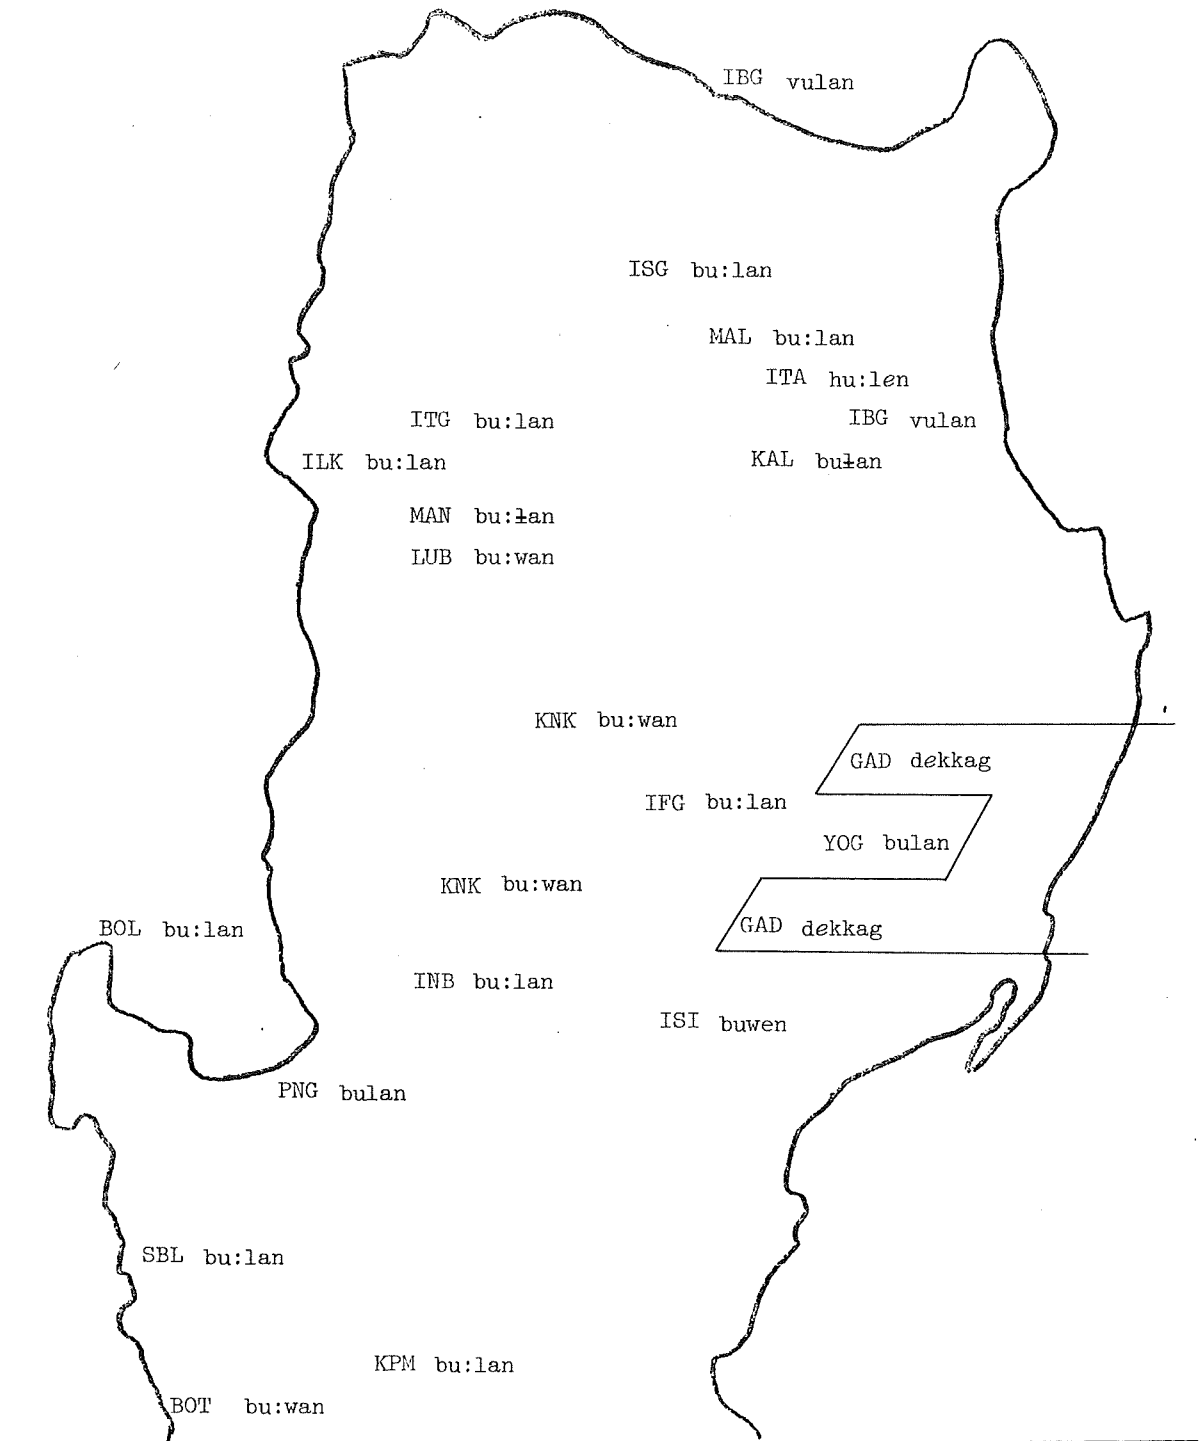 IBG vulan
ISG bu:lan
MAL bu:lan
ITA hu:len
ITG bu:lan
IBG vulan
ILK bu:lan
KAL buƚan
MAN bu:ƚan
LUB bu:wan
KNK bu:wan
GAD dekkag
IFG bu:lan
YOG bulan
KNK bu:wan
BOL bu:lan
GAD dekkag
INB bu:lan
ISI buwen
PNG bulan
SBL bu:lan
KPM bu:lan
BOT bu:wan